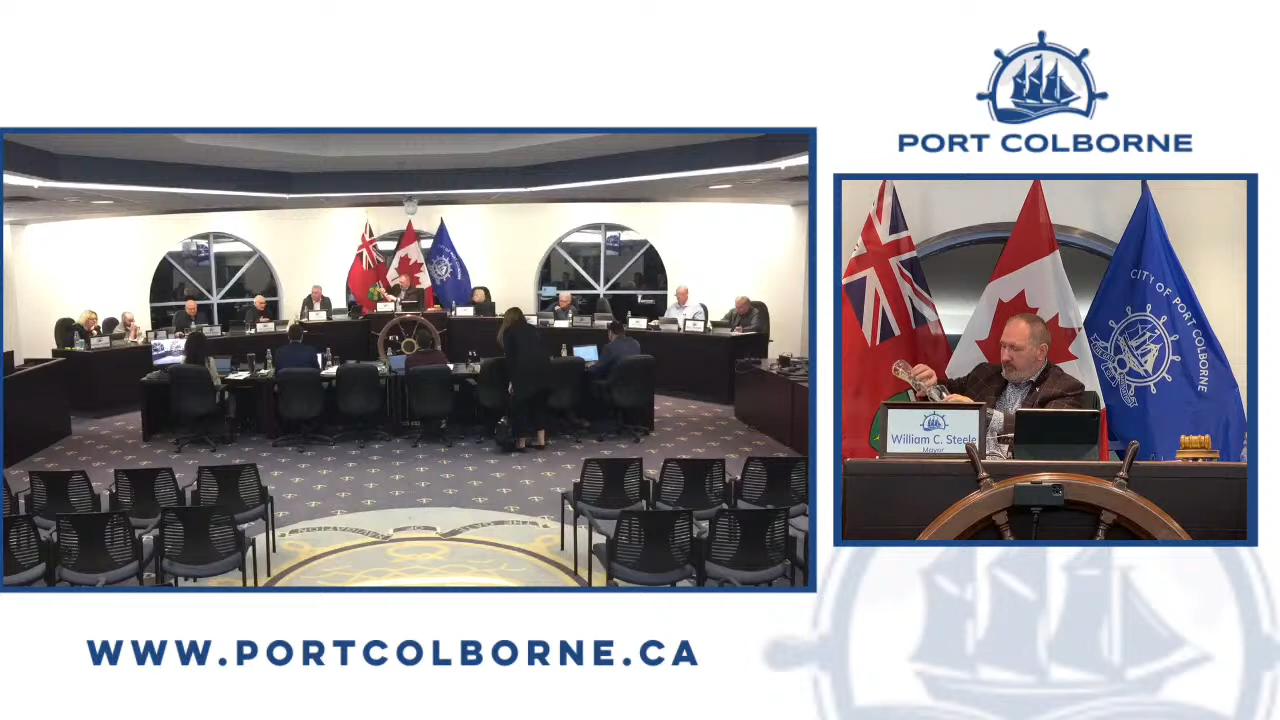 PORT COLBORNE
CITY OF PORT COLBORNE
William C. Steele
Mayor
WWW.PORTCOLBORNE.CA